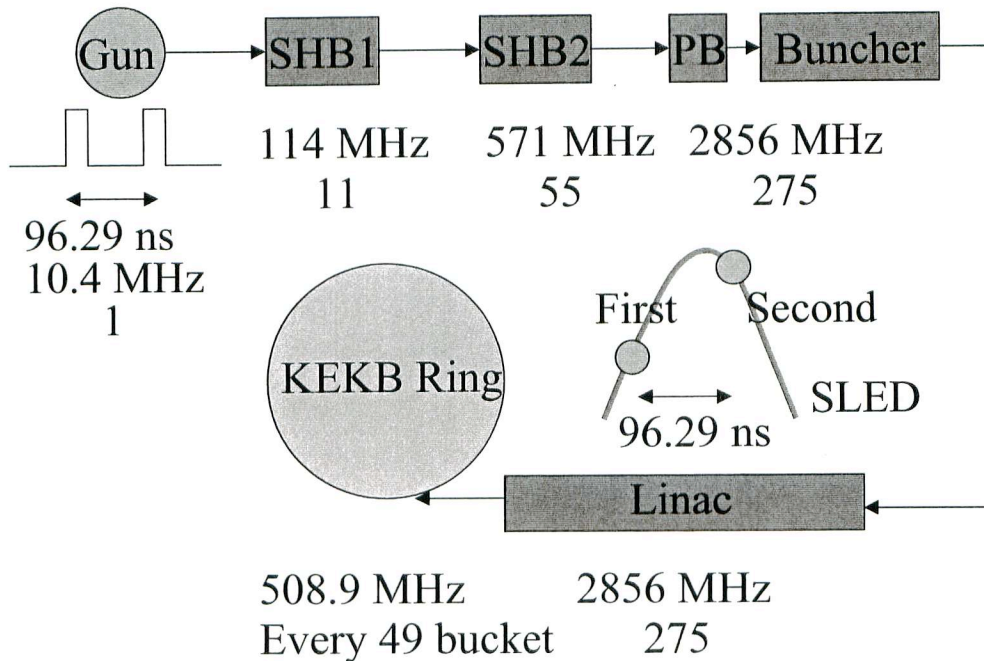 Gun
SHB1
SHB2
PB
Buncher
114 MHz
571 MHz
2856 MHz
11
55
275
96.29 ns
10.4 MHz
1
First
Second
KEKB Ring
SLED
96.29 ns
Linac
508.9 MHz
2856 MHz
Every 49 bucket
275